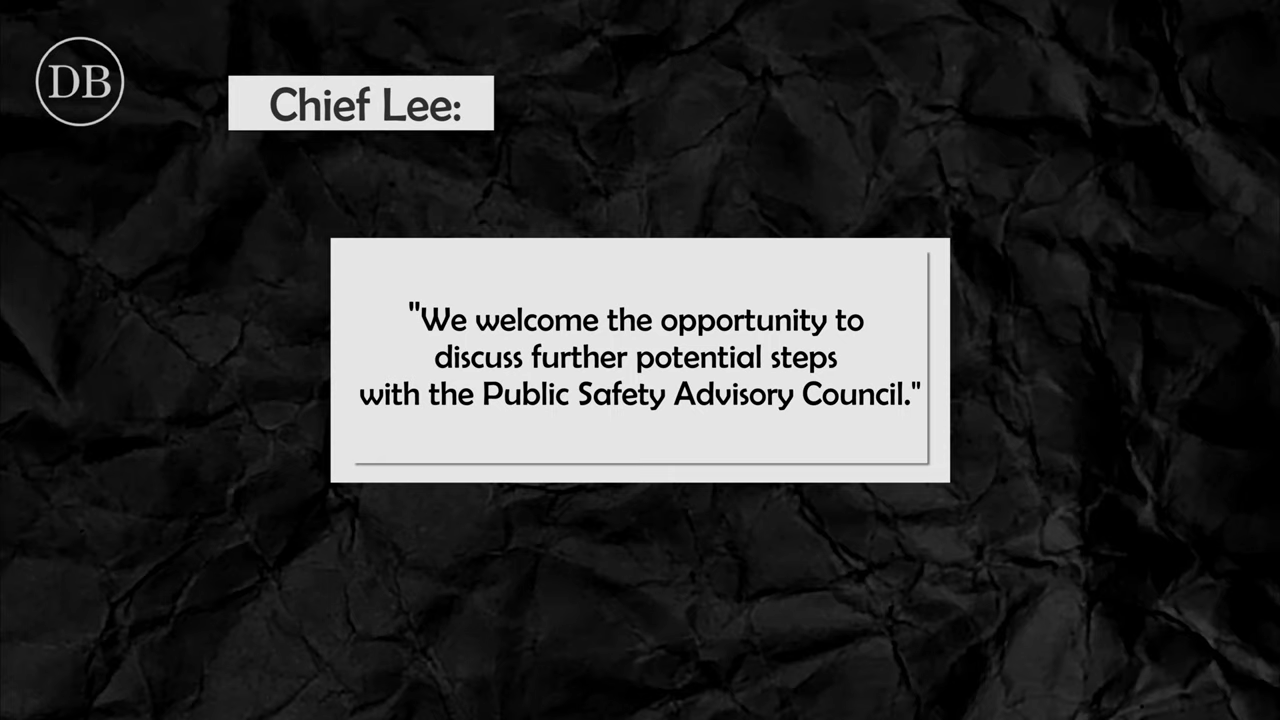 DB
Chief Lee:
"We welcome the opportunity to
discuss further potential steps
with the Public Safety Advisory Council."